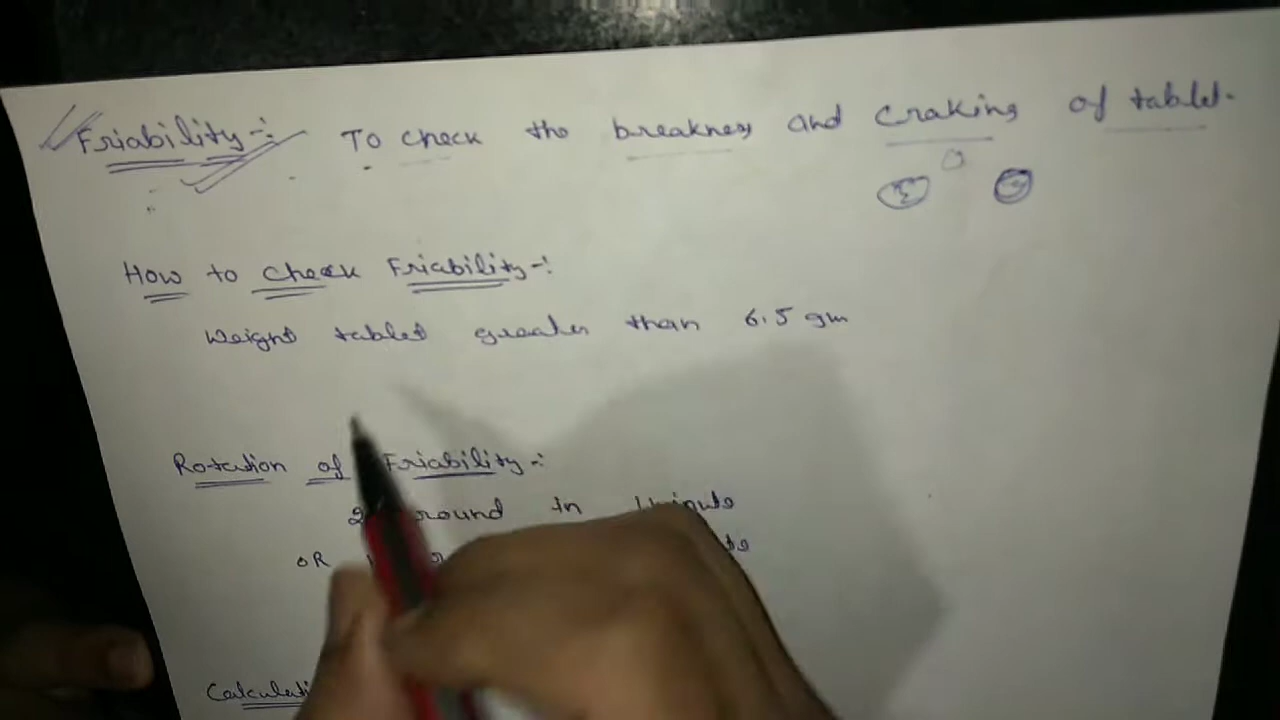 Friability-: To check the breakness and craking of tablet.
How to check Friability-:
Weight tablet greater than 6.5 gm
Rotation of Friability-:
round in
OR